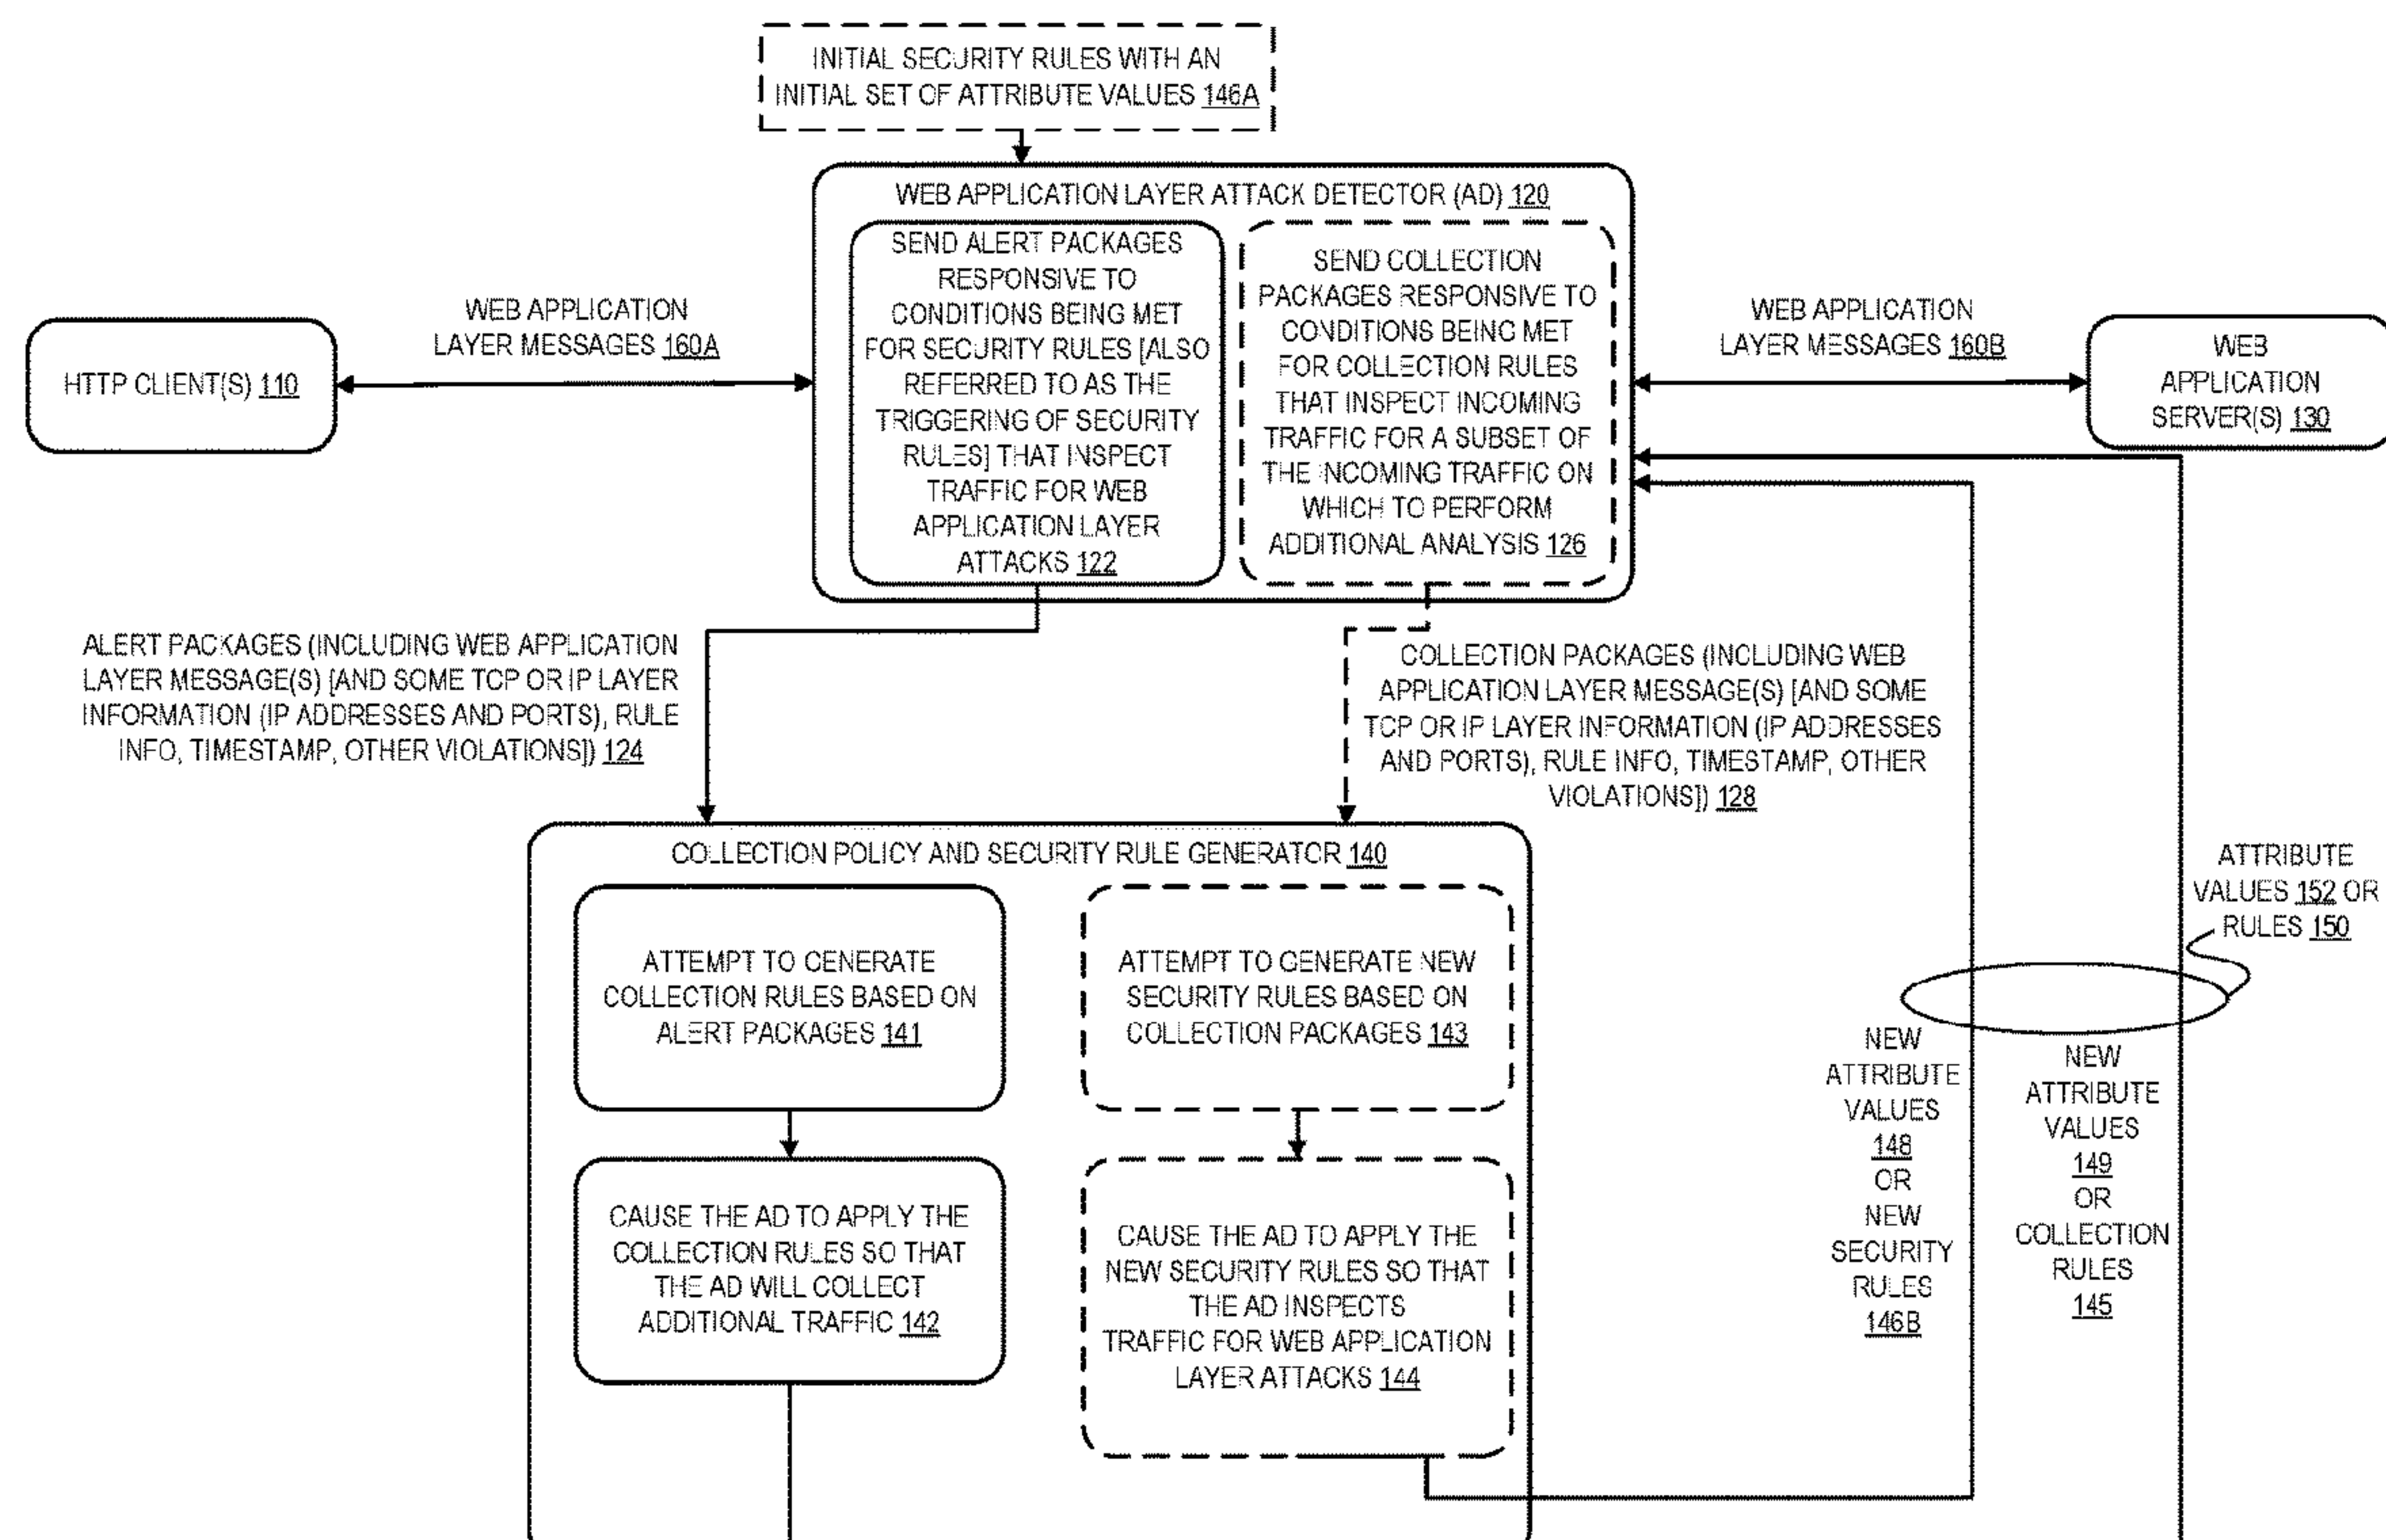 INITIAL SECURITY RULES WITH AN
INITIAL SET OF ATTRIBUTE VALUES 146A
WEB APPLICATION LAYER ATTACK DETECTOR (AD) 120
SEND ALERT PACKAGES
RESPONSIVE TO
CONDITIONS BEING MET
FOR SECURITY RULES [ALSO
REFERRED TO AS THE
TRIGGERING OF SECURITY
RULES] THAT INSPECT
TRAFFIC FOR WEB
APPLICATION LAYER
ATTACKS 122
SEND COLLECTION
PACKAGES RESPONSIVE TO
CONDITIONS BEING MET
FOR COLLECTION RULES
THAT INSPECT INCOMING
TRAFFIC FOR A SUBSET OF
THE INCOMING TRAFFIC ON
WHICH TO PERFORM
ADDITIONAL ANALYSIS 126
HTTP CLIENT(S) 110
WEB APPLICATION
LAYER MESSAGES 160A
WEB APPLICATION
LAYER MESSAGES 160B
WEB
APPLICATION
SERVER(S) 130
ALERT PACKAGES (INCLUDING WEB APPLICATION
LAYER MESSAGE(S) [AND SOME TCP OR IP LAYER
INFORMATION (IP ADDRESSES AND PORTS), RULE
INFO, TIMESTAMP, OTHER VIOLATIONS]) 124
COLLECTION PACKAGES (INCLUDING WEB
APPLICATION LAYER MESSAGE(S) [AND SOME
TCP OR IP LAYER INFORMATION (IP ADDRESSES
AND PORTS), RULE INFO, TIMESTAMP, OTHER
VIOLATIONS]) 128
COLLECTION POLICY AND SECURITY RULE GENERATOR 140
ATTEMPT TO GENERATE
COLLECTION RULES BASED ON
ALERT PACKAGES 141
ATTEMPT TO GENERATE NEW
SECURITY RULES BASED ON
COLLECTION PACKAGES 143
CAUSE THE AD TO APPLY THE
COLLECTION RULES SO THAT
THE AD WILL COLLECT
ADDITIONAL TRAFFIC 142
CAUSE THE AD TO APPLY THE
NEW SECURITY RULES SO THAT
THE AD INSPECTS
TRAFFIC FOR WEB APPLICATION
LAYER ATTACKS 144
ATTRIBUTE
VALUES 152 OR
RULES 150
NEW
ATTRIBUTE
VALUES
148
OR
NEW
SECURITY
RULES
146B
NEW
ATTRIBUTE
VALUES
149
OR
COLLECTION
RULES
145